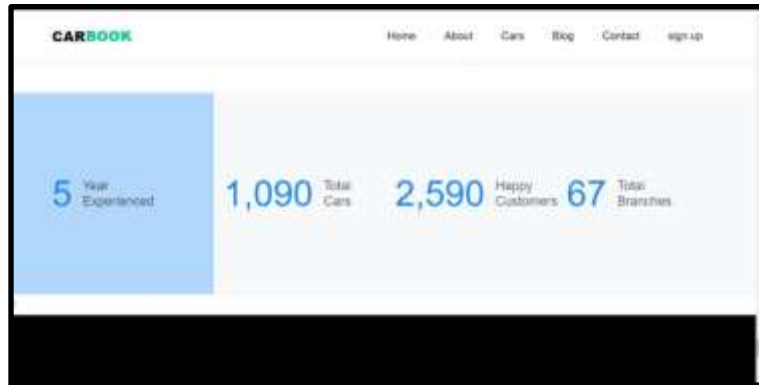 CARBOOK
Home About Cars Blog Contact sign up
5 Year Experienced
1,090 Total Cars
2,590 Happy Customers
67 Total Branches